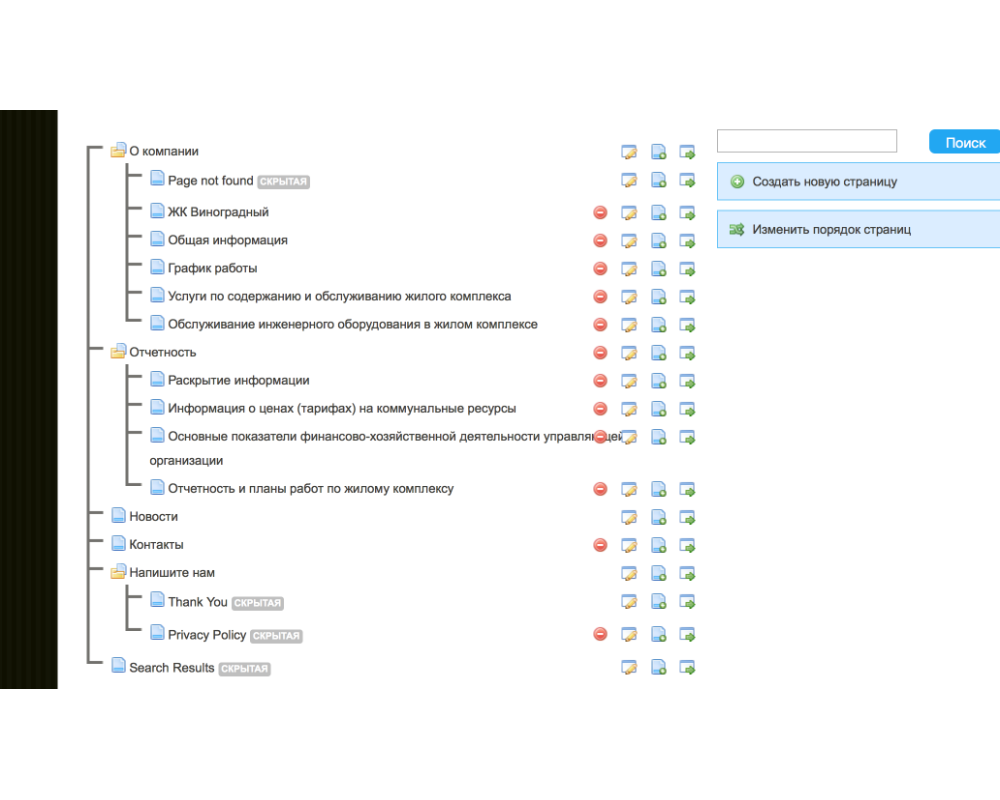 О компании
Page not found СКРЫТАЯ
ЖК Виноградный
Общая информация
График работы
Услуги по содержанию и обслуживанию жилого комплекса
Обслуживание инженерного оборудования в жилом комплексе
Отчетность
Раскрытие информации
Информация о ценах (тарифах) на коммунальные ресурсы
Основные показатели финансово-хозяйственной деятельности управляющей
организации
Отчетность и планы работ по жилому комплексу
Новости
Контакты
Напишите нам
Thank You СКРЫТАЯ
Privacy Policy СКРЫТАЯ
Search Results СКРЫТАЯ
Поиск
Создать новую страницу
Изменить порядок страниц